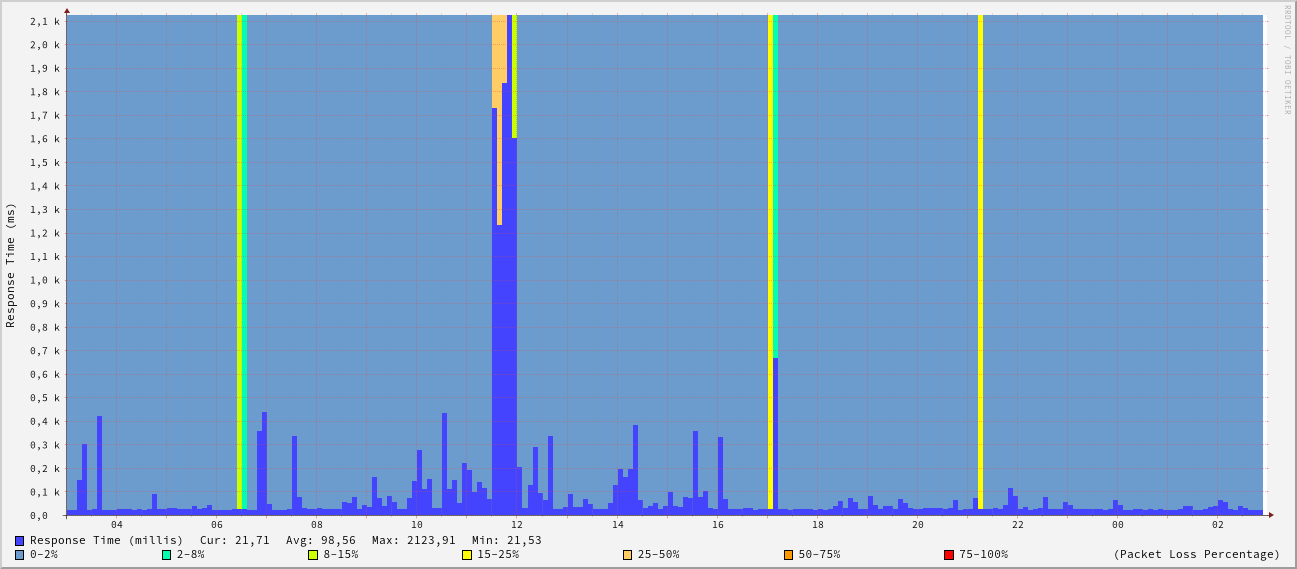 RRDTOOL / TOBI OETIKER
Response Time (ms)
2,1 k
2,0 k
1,9 k
1,8 k
1,7 k
1,6 k
1,5 k
1,4 k
1,3 k
1,2 k
1,1 k
1,0 k
0,9 k
0,8 k
0,7 k
0,6 k
0,5 k
0,4 k
0,3 k
0,2 k
0,1 k
0,0
04 06 08 10 12 14 16 18 20 22 00 02
Response Time (millis) Cur: 21,71 Avg: 98,56 Max: 2123,91 Min: 21,53
0-2% 2-8% 8-15% 15-25% 25-50% 50-75% 75-100% (Packet Loss Percentage)